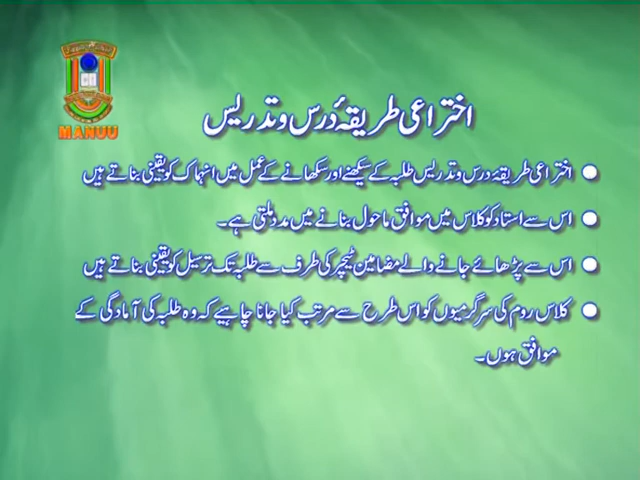 MANUU
اختراعی طریقۂ درس و تدریس
اختراعی طریقۂ درس و تدریس طلبہ کے سیکھنے اور سکھانے کے عمل میں انہماک کو یقینی بناتے ہیں
اس سے استاد کو کلاس میں موافق ماحول بنانے میں مدد ملتی ہے۔
اس سے پڑھائے جانے والے مضامین ٹیچر کی طرف سے طلبہ تک ترسیل کو یقینی بناتے ہیں
کلاس روم کی سرگرمیوں کو اس طرح سے مرتب کیا جانا چاہیے کہ وہ طلبہ کی آمادگی کے
موافق ہوں۔